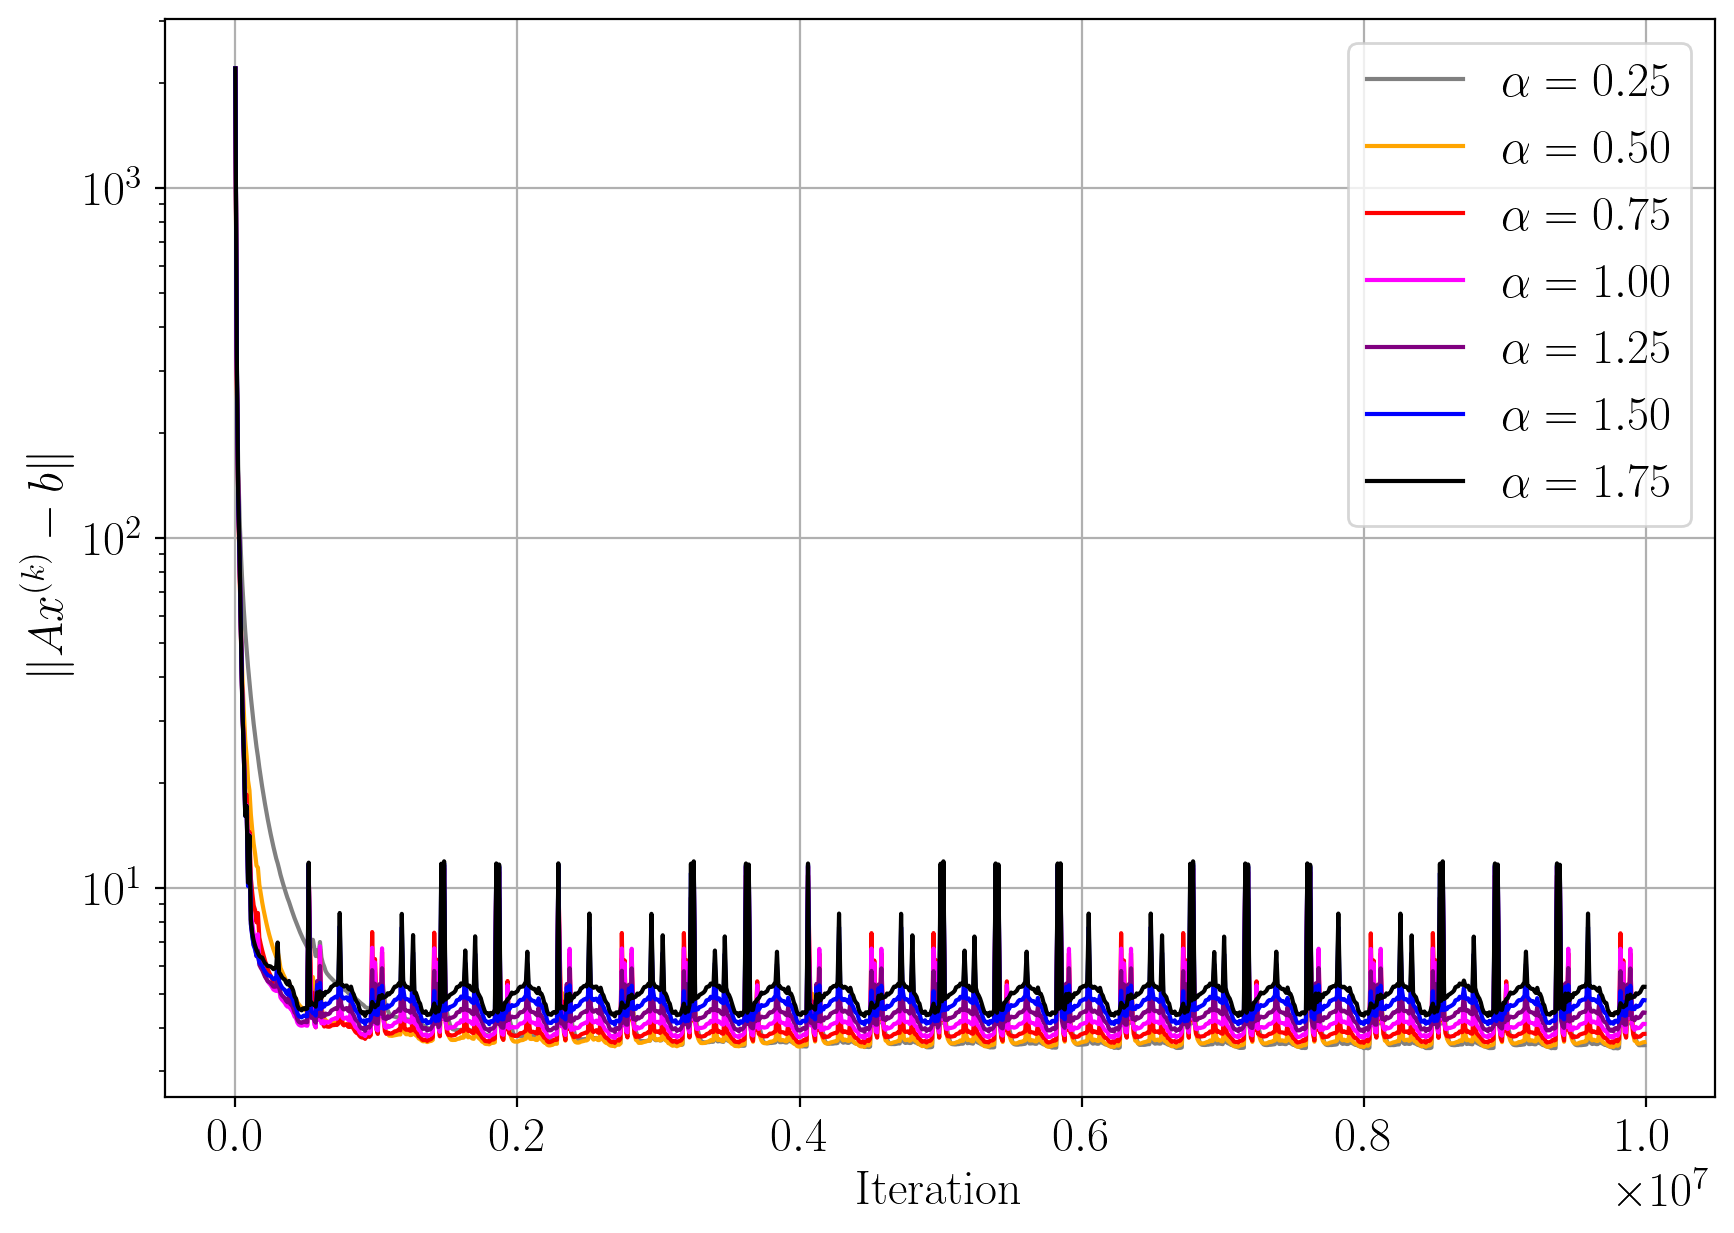 α = 0.25
α = 0.50
α = 0.75
α = 1.00
α = 1.25
α = 1.50
α = 1.75
10³
10²
10¹
‖Ax⁽ᵏ⁾ − b‖
0.0 0.2 0.4 0.6 0.8 1.0
Iteration
×10⁷